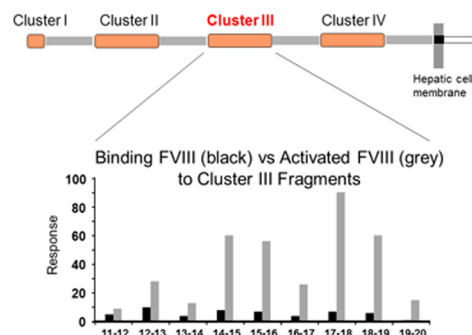 Cluster I Cluster II Cluster III Cluster IV
Hepatic cell
membrane
Binding FVIII (black) vs Activated FVIII (grey)
to Cluster III Fragments
Response
100
80
60
40
20
0
11-12 12-13 13-14 14-15 15-16 16-17 17-18 18-19 19-20